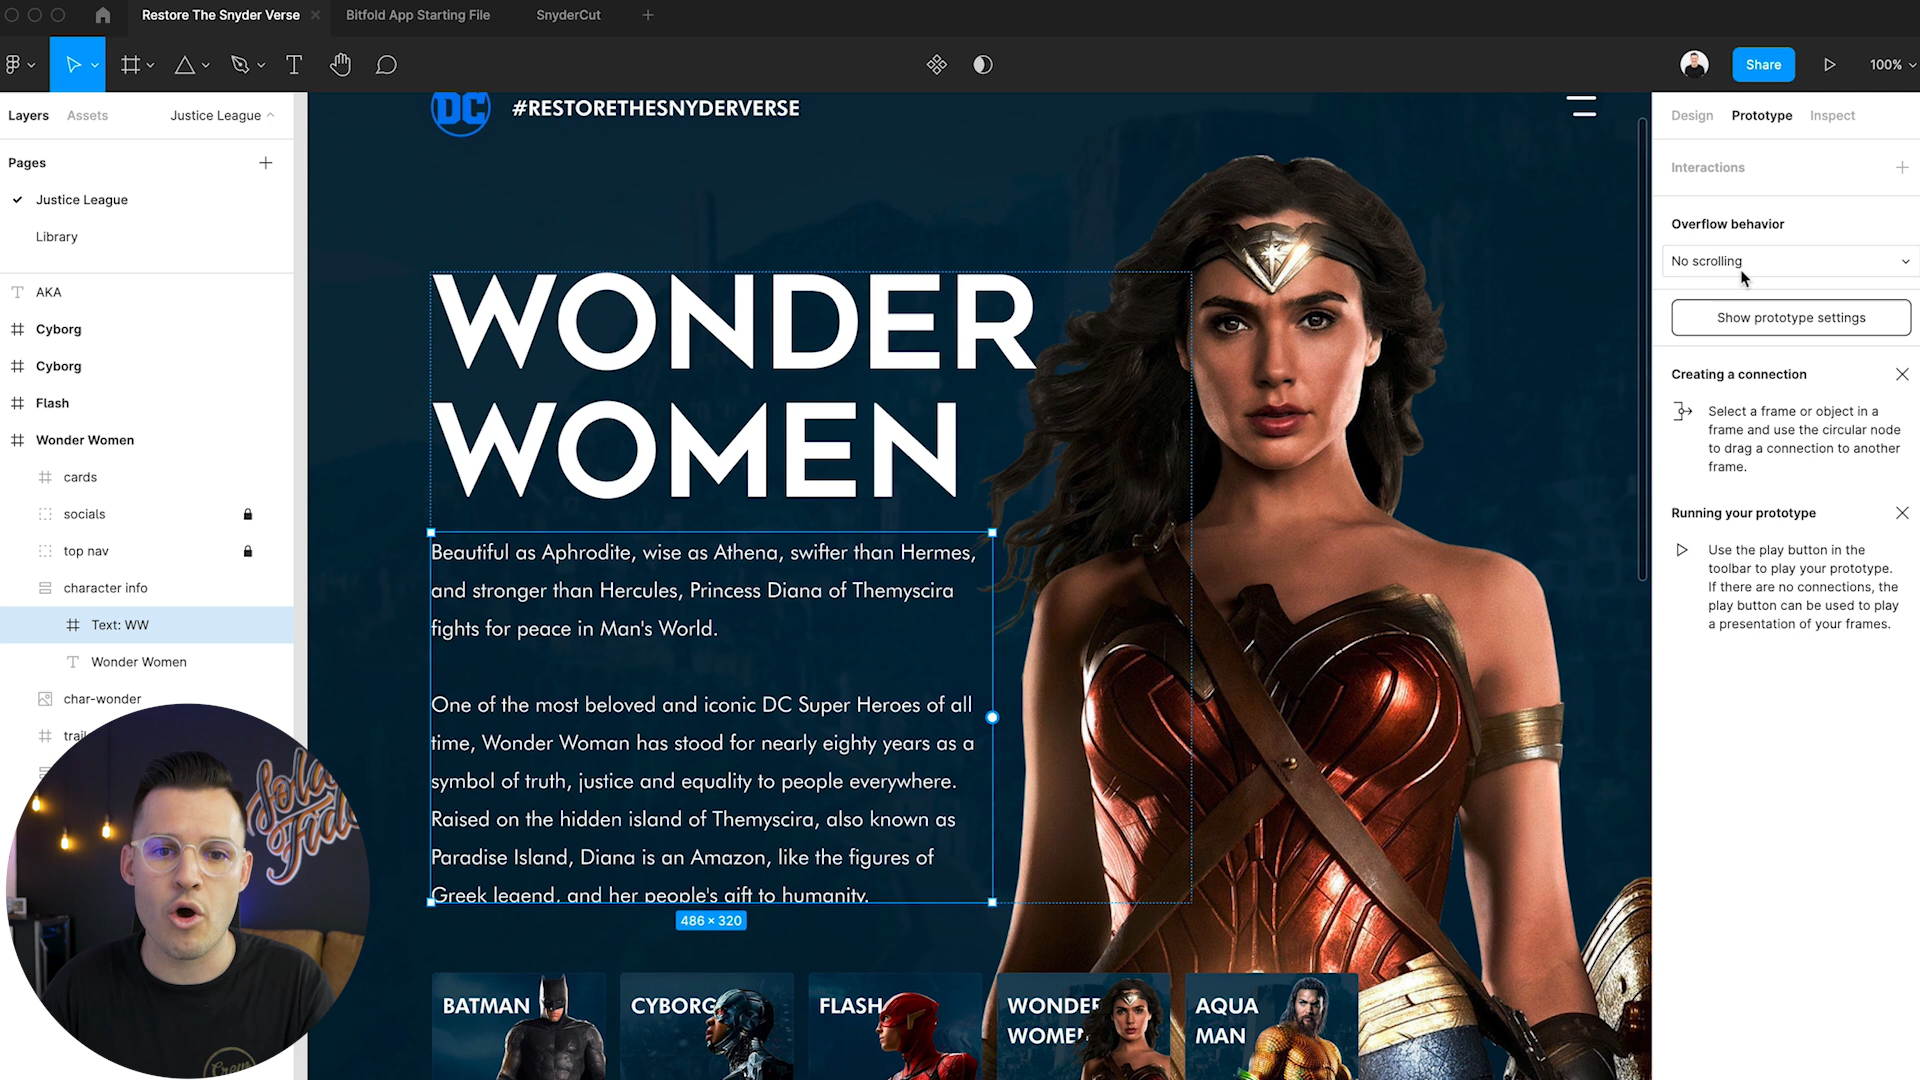 Restore The Snyder Verse
Bitfold App Starting File
SnyderCut
Share
100%
Layers
Assets
Justice League
Pages
Justice League
Library
AKA
Cyborg
Cyborg
Flash
Wonder Women
cards
socials
top nav
character info
Text: WW
Wonder Women
char-wonder
DC
#RESTORETHESNYDERVERSE
WONDER
WOMEN
Beautiful as Aphrodite, wise as Athena, swifter than Hermes,
and stronger than Hercules, Princess Diana of Themyscira
fights for peace in Man's World.
One of the most beloved and iconic DC Super Heroes of all
time, Wonder Woman has stood for nearly eighty years as a
symbol of truth, justice and equality to people everywhere.
Raised on the hidden island of Themyscira, also known as
Paradise Island, Diana is an Amazon, like the figures of
Greek legend, and her people's gift to humanity.
486 × 320
BATMAN
CYBORG
FLASH
WONDER
WOMEN
AQUA
MAN
Design
Prototype
Inspect
Interactions
Overflow behavior
No scrolling
Show prototype settings
Creating a connection
Select a frame or object in a
frame and use the circular node
to drag a connection to another
frame.
Running your prototype
Use the play button in the
toolbar to play your prototype.
If there are no connections, the
play button can be used to play
a presentation of your frames.